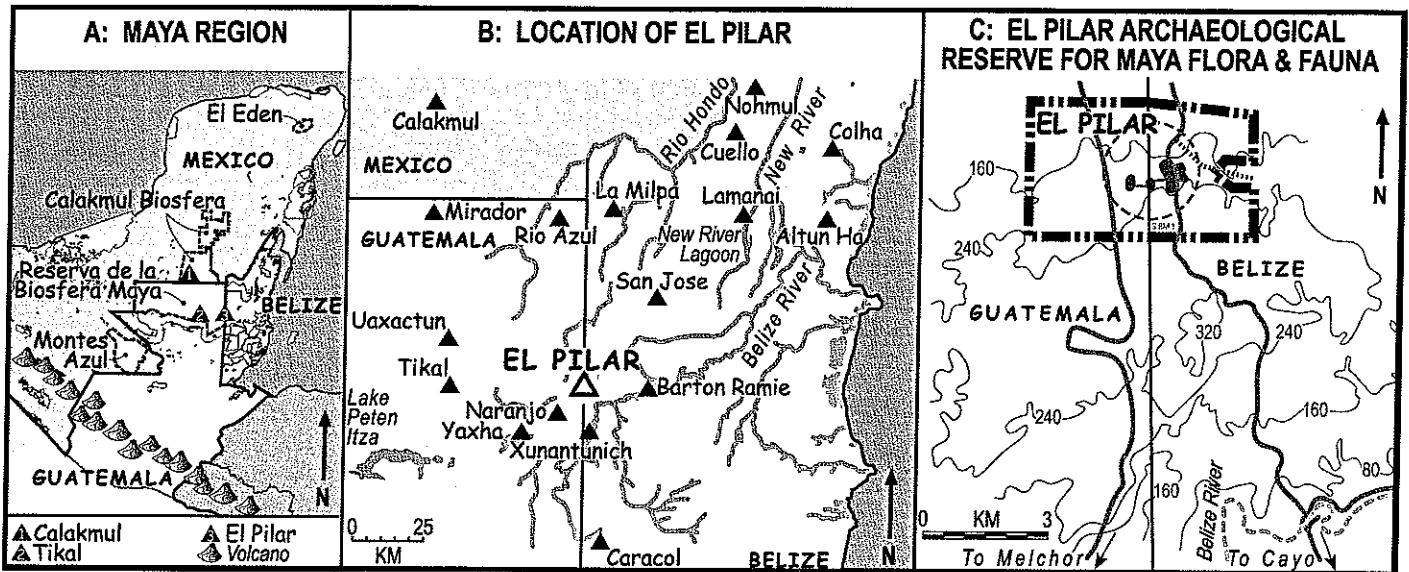 A: MAYA REGION
El Eden
MEXICO
Calakmul Biosfera
Reserva de la
Biosfera Maya
BELIZE
Montes
Azul
GUATEMALA
N
Calakmul
El Pilar
Tikal
Volcano
B: LOCATION OF EL PILAR
Calakmul
MEXICO
Rio Hondo
Nohmul
New River
Cuello
Colha
Mirador
La Milpa
Lamanai
GUATEMALA
Rio Azul
New River
Lagoon
Altun Ha
San Jose
Belize River
Uaxactun
EL PILAR
Tikal
Barton Ramie
Lake
Peten
Itza
Naranjo
Yaxha
Xunantunich
0 25
KM
Caracol
BELIZE
N
C: EL PILAR ARCHAEOLOGICAL
RESERVE FOR MAYA FLORA & FAUNA
EL PILAR
160
160
N
240
240
BELIZE
GUATEMALA
320
240
240
160
80
160
Belize River
0 KM 3
To Melchor
To Cayo